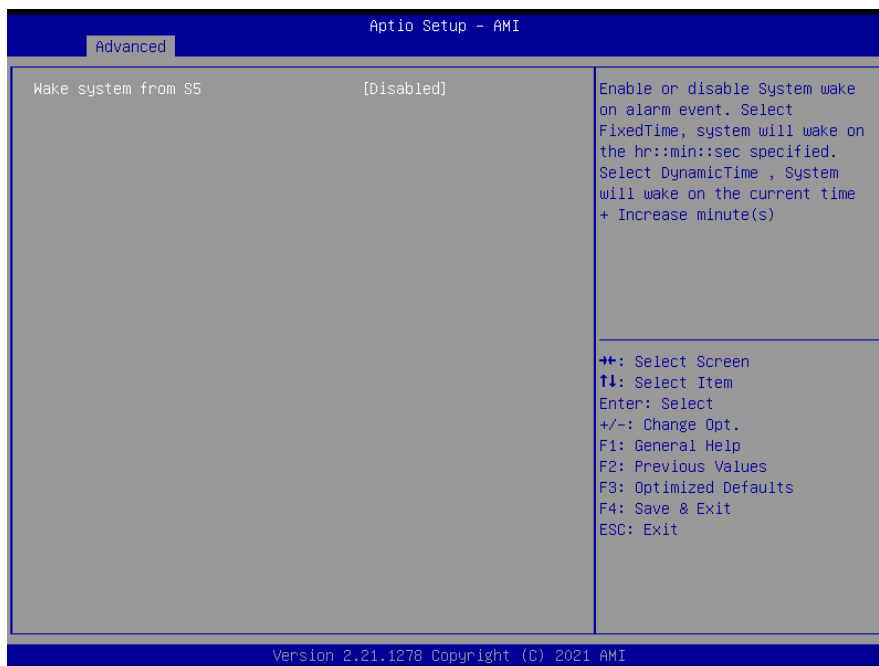 Aptio Setup – AMI
Advanced
Wake system from S5 [Disabled]
Enable or disable System wake
on alarm event. Select
FixedTime, system will wake on
the hr::min::sec specified.
Select DynamicTime , System
will wake on the current time
+ Increase minute(s)
→←: Select Screen
↑↓: Select Item
Enter: Select
+/-: Change Opt.
F1: General Help
F2: Previous Values
F3: Optimized Defaults
F4: Save & Exit
ESC: Exit
Version 2.21.1278 Copyright (C) 2021 AMI